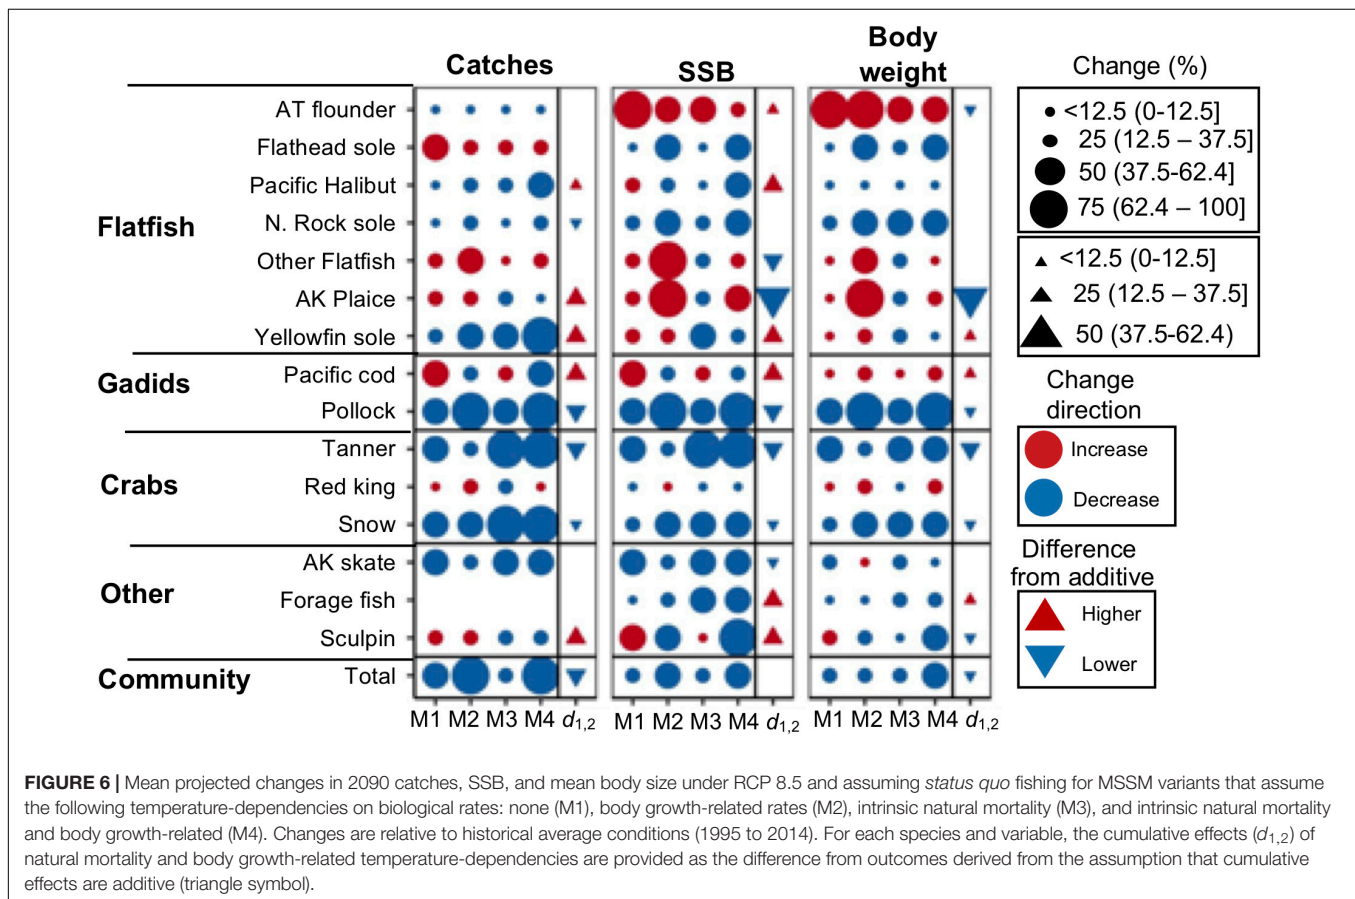 Catches
SSB
Body
weight
Change (%)
AT flounder
Flathead sole
Pacific Halibut
N. Rock sole
Other Flatfish
AK Plaice
Yellowfin sole
Flatfish
Pacific cod
Pollock
Gadids
Tanner
Red king
Snow
Crabs
AK skate
Forage fish
Sculpin
Other
Total
Community
M1 M2 M3 M4 d1,2
M1 M2 M3 M4 d1,2
M1 M2 M3 M4 d1,2
<12.5 (0-12.5]
25 (12.5 – 37.5]
50 (37.5-62.4]
75 (62.4 – 100]
<12.5 (0-12.5]
25 (12.5 – 37.5]
50 (37.5-62.4)
Change
direction
Increase
Decrease
Difference
from additive
Higher
Lower
FIGURE 6 | Mean projected changes in 2090 catches, SSB, and mean body size under RCP 8.5 and assuming status quo fishing for MSSM variants that assume
the following temperature-dependencies on biological rates: none (M1), body growth-related rates (M2), intrinsic natural mortality (M3), and intrinsic natural mortality
and body growth-related (M4). Changes are relative to historical average conditions (1995 to 2014). For each species and variable, the cumulative effects (d1,2) of
natural mortality and body growth-related temperature-dependencies are provided as the difference from outcomes derived from the assumption that cumulative
effects are additive (triangle symbol).